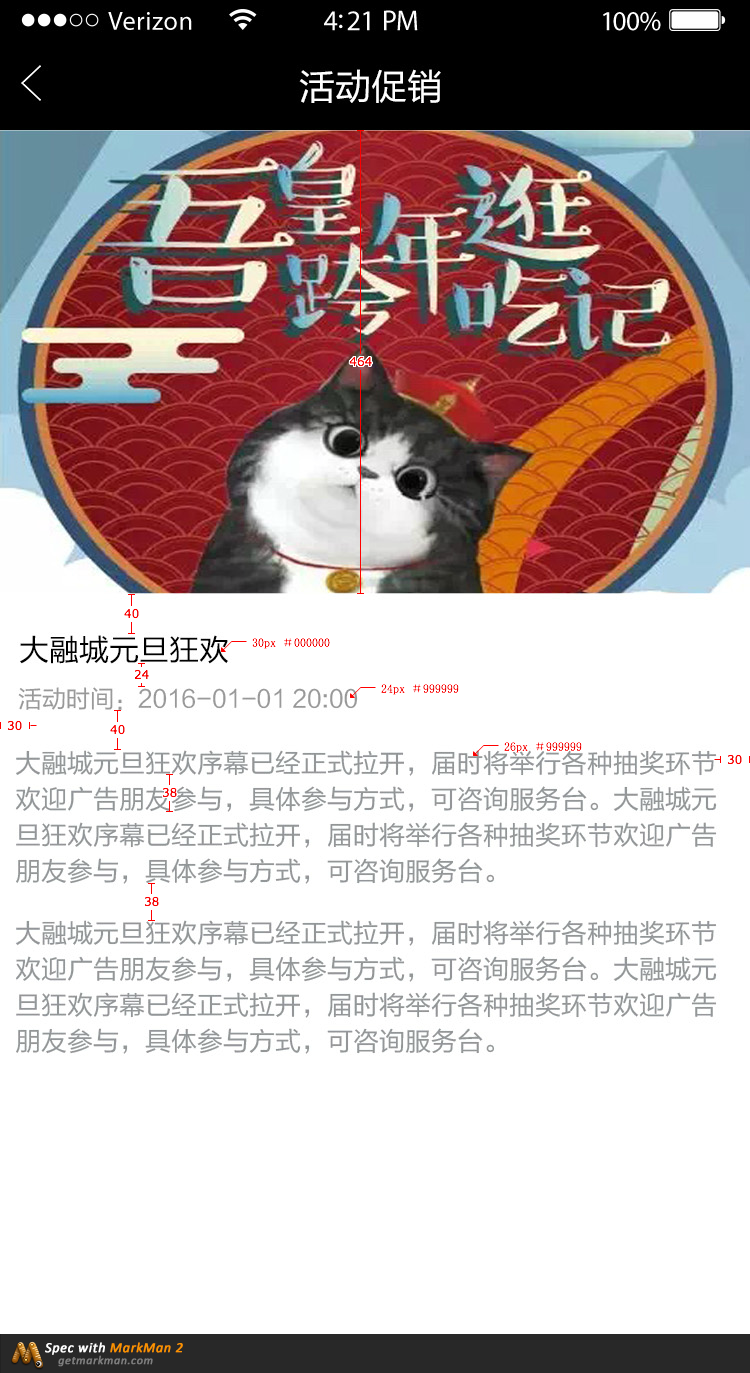 ●●●○○ Verizon 4:21 PM 100%
活动促销
吾皇
跨年
逛吃记
464
40
大融城元旦狂欢 30px #000000
24
活动时间：2016-01-01 20:00 24px #999999
30
40
26px #999999
大融城元旦狂欢序幕已经正式拉开，届时将举行各种抽奖环节 30
欢迎广告朋友参与，具体参与方式，可咨询服务台。大融城元
38
旦狂欢序幕已经正式拉开，届时将举行各种抽奖环节欢迎广告
朋友参与，具体参与方式，可咨询服务台。
38
大融城元旦狂欢序幕已经正式拉开，届时将举行各种抽奖环节
欢迎广告朋友参与，具体参与方式，可咨询服务台。大融城元
旦狂欢序幕已经正式拉开，届时将举行各种抽奖环节欢迎广告
朋友参与，具体参与方式，可咨询服务台。
Spec with MarkMan 2
getmarkman.com